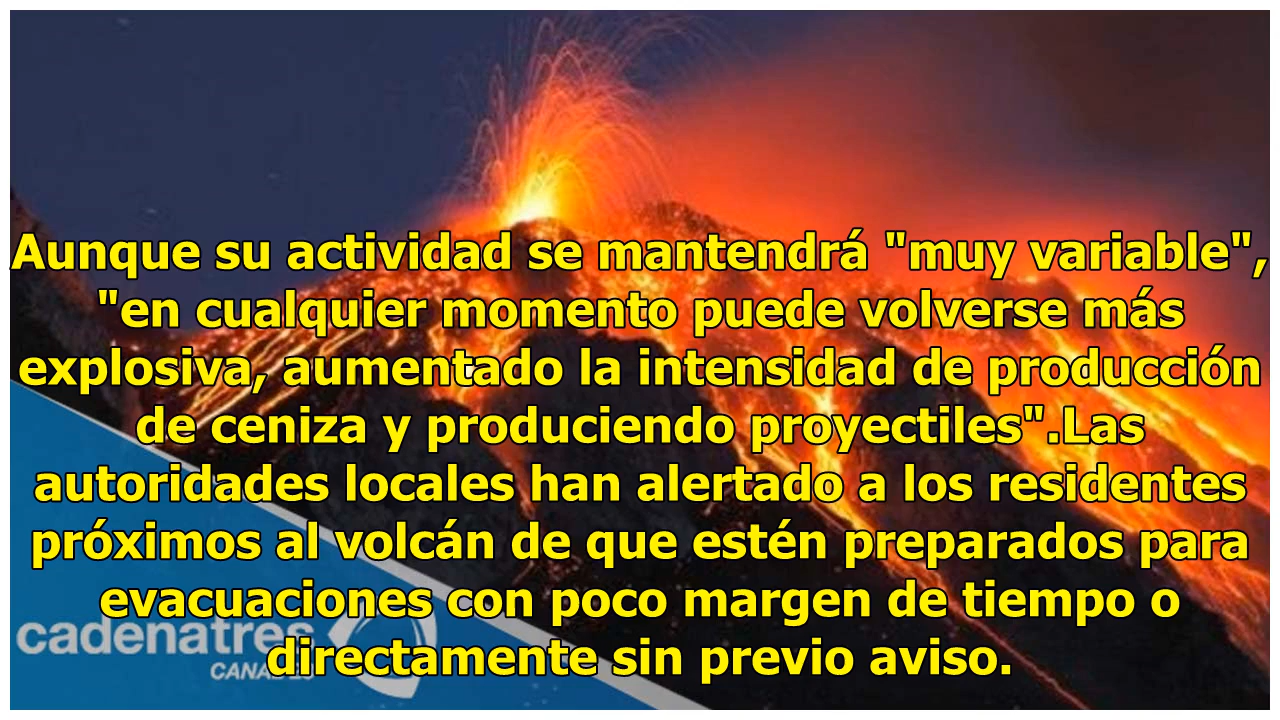 Aunque su actividad se mantendrá "muy variable",
"en cualquier momento puede volverse más
explosiva, aumentado la intensidad de producción
de ceniza y produciendo proyectiles".Las
autoridades locales han alertado a los residentes
próximos al volcán de que estén preparados para
evacuaciones con poco margen de tiempo o
directamente sin previo aviso.
cadenatres